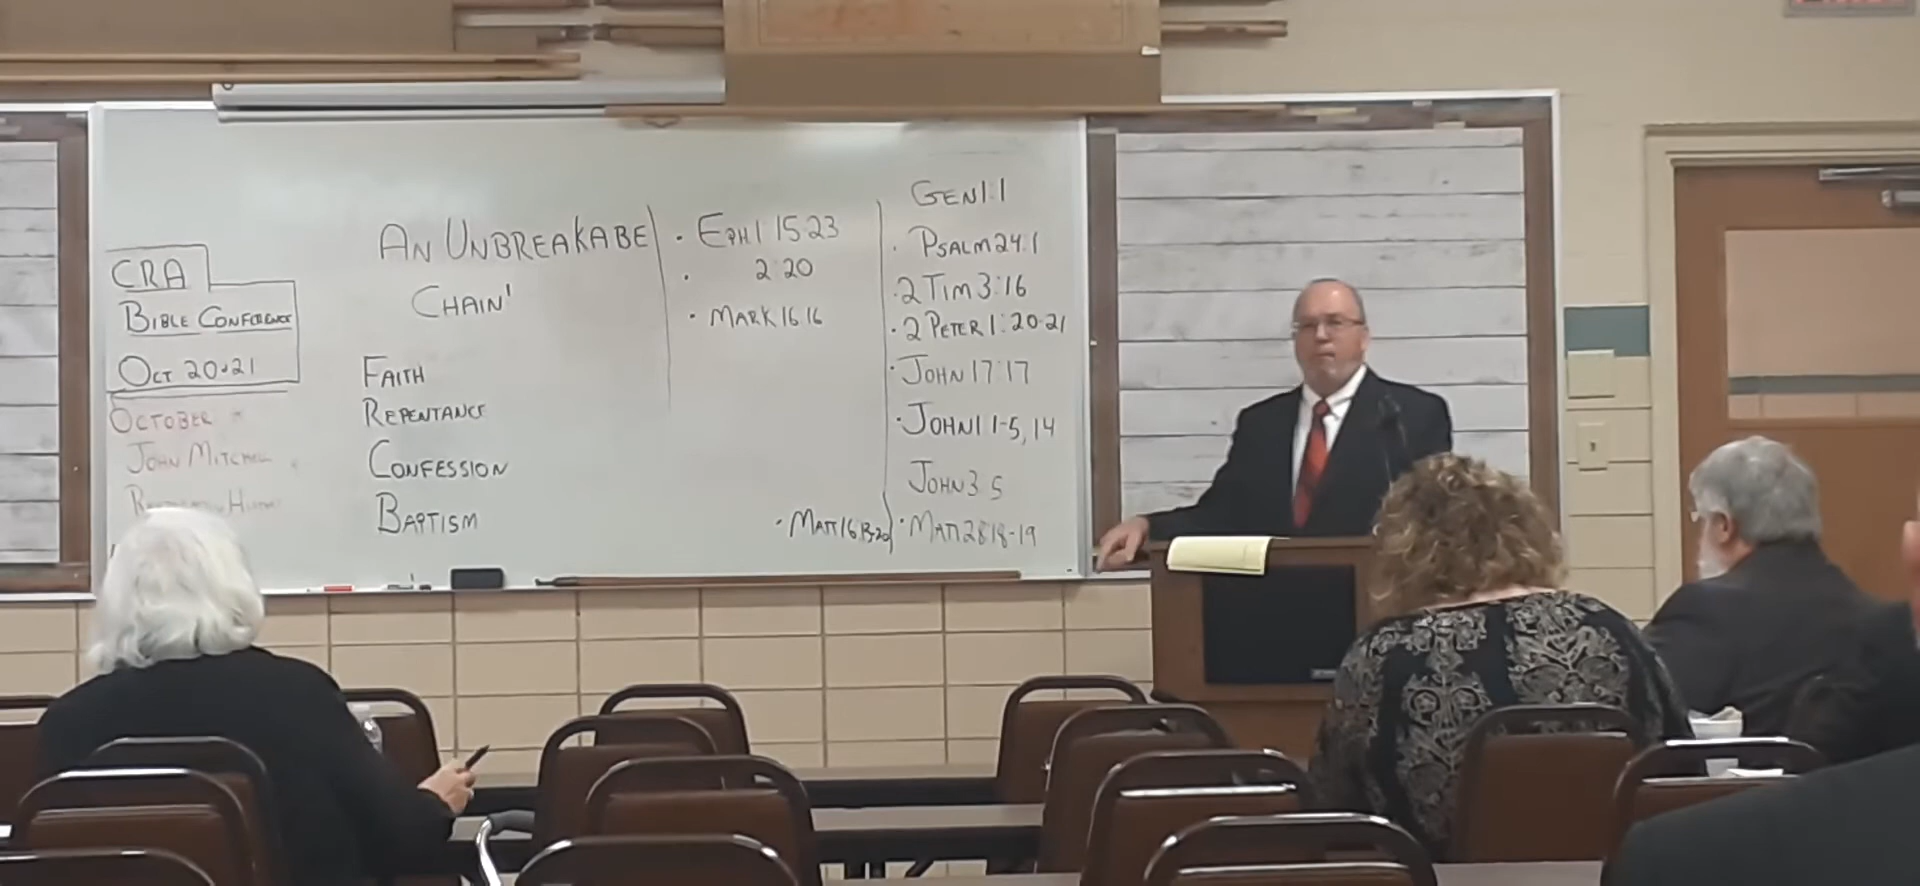 CRA
BIBLE CONFERENCE
OCT 20-21
OCTOBER
JOHN MITCHELL
AN UNBREAKABE
CHAIN'
FAITH
REPENTANCE
CONFESSION
BAPTISM
• EPH 1 15-23
• 2:20
• MARK 16 16
• MATT 16 13-20
GEN 1:1
• PSALM 24:1
• 2 TIM 3:16
• 2 PETER 1:20-21
• JOHN 17:17
• JOHN 1 1-5, 14
JOHN 3 5
• MATT 28 18-19